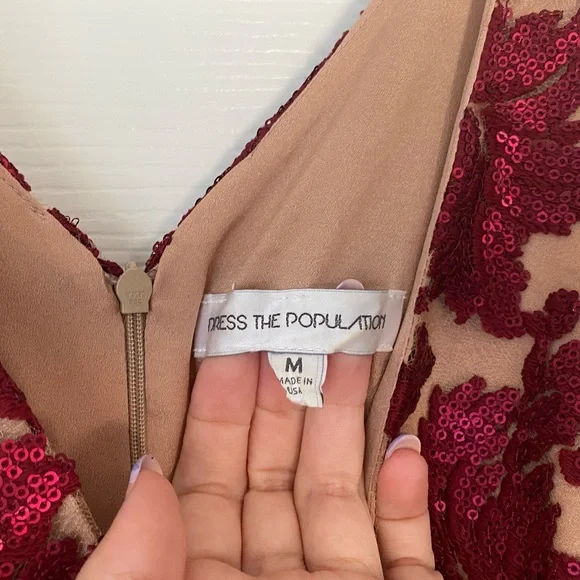 DRESS THE POPULATION
M
MADE IN
USA